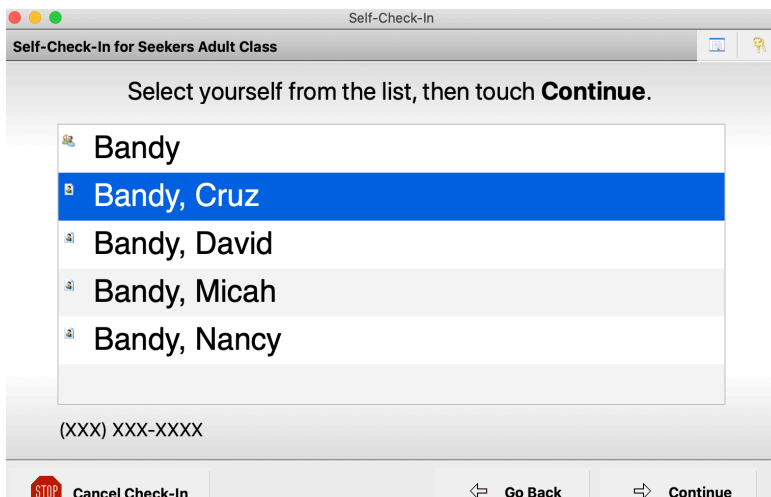 Self-Check-In
Self-Check-In for Seekers Adult Class
Select yourself from the list, then touch Continue.
Bandy
Bandy, Cruz
Bandy, David
Bandy, Micah
Bandy, Nancy
(XXX) XXX-XXXX
STOP Cancel Check-In Go Back Continue